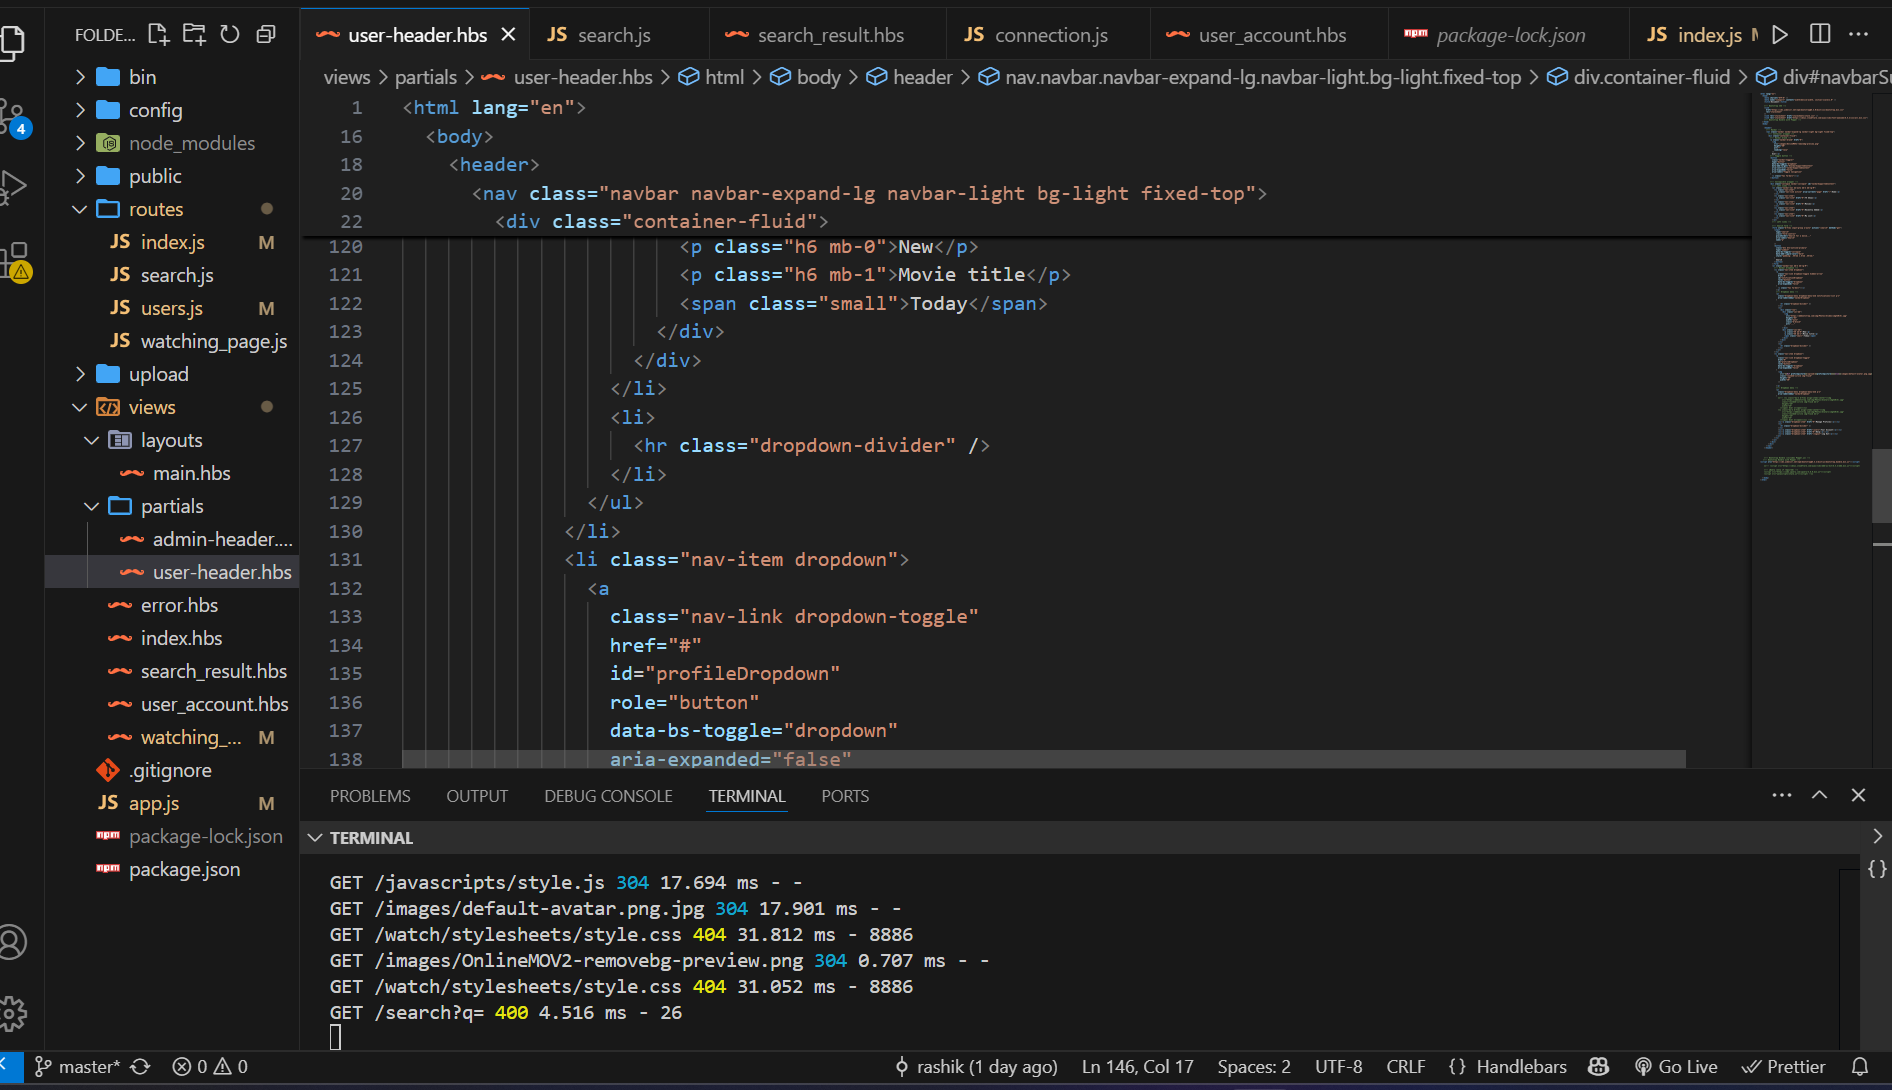 FOLDE...
bin
config
node_modules
public
routes
JS index.js M
JS search.js
JS users.js M
JS watching_page.js
upload
views
layouts
main.hbs
partials
admin-header....
user-header.hbs
error.hbs
index.hbs
search_result.hbs
user_account.hbs
watching_... M
.gitignore
JS app.js M
package-lock.json
package.json
4
user-header.hbs
JS search.js
search_result.hbs
JS connection.js
user_account.hbs
package-lock.json
JS index.js
views > partials > user-header.hbs > html > body > header > nav.navbar.navbar-expand-lg.navbar-light.bg-light.fixed-top > div.container-fluid > div#navbarSu
1 <html lang="en">
16 <body>
18 <header>
20 <nav class="navbar navbar-expand-lg navbar-light bg-light fixed-top">
22 <div class="container-fluid">
120 <p class="h6 mb-0">New</p>
121 <p class="h6 mb-1">Movie title</p>
122 <span class="small">Today</span>
123 </div>
124 </div>
125 </li>
126 <li>
127 <hr class="dropdown-divider" />
128 </li>
129 </ul>
130 </li>
131 <li class="nav-item dropdown">
132 <a
133 class="nav-link dropdown-toggle"
134 href="#"
135 id="profileDropdown"
136 role="button"
137 data-bs-toggle="dropdown"
138 aria-expanded="false"
PROBLEMS OUTPUT DEBUG CONSOLE TERMINAL PORTS
TERMINAL
GET /javascripts/style.js 304 17.694 ms - -
GET /images/default-avatar.png.jpg 304 17.901 ms - -
GET /watch/stylesheets/style.css 404 31.812 ms - 8886
GET /images/OnlineMOV2-removebg-preview.png 304 0.707 ms - -
GET /watch/stylesheets/style.css 404 31.052 ms - 8886
GET /search?q= 400 4.516 ms - 26
master* 0 0 rashik (1 day ago) Ln 146, Col 17 Spaces: 2 UTF-8 CRLF {} Handlebars Go Live Prettier